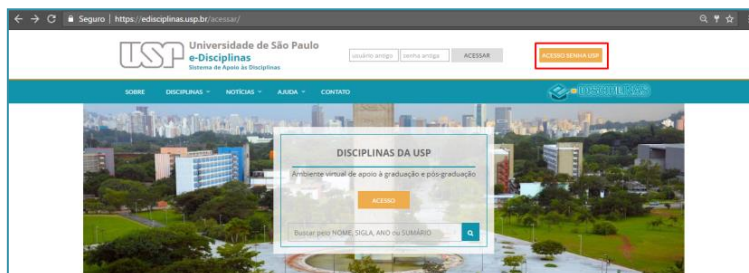 Seguro | https://edisciplinas.usp.br/acessar/
USP
Universidade de São Paulo
e-Disciplinas
Sistema de Apoio às Disciplinas
usuário antigo senha antiga ACESSAR ACESSO SENHA USP
SOBRE DISCIPLINAS NOTÍCIAS AJUDA CONTATO
e-DISCIPLINAS
DISCIPLINAS DA USP
Ambiente virtual de apoio à graduação e pós-graduação
ACESSO
Buscar pelo NOME, SIGLA, ANO ou SUMÁRIO